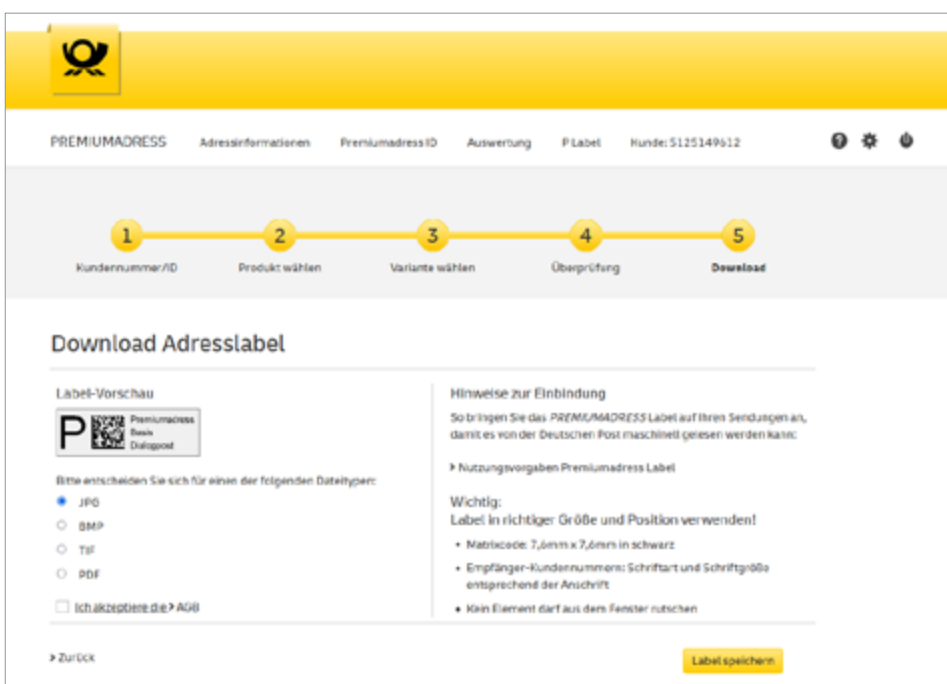 PREMIUMADRESS Adressinformationen Premiumadress ID Auswertung P Label Kunde: 5125149612
1 2 3 4 5
Kundennummer/ID Produkt wählen Variante wählen Überprüfung Download
Download Adresslabel
Label-Vorschau
P Premiumadress
Basis
Dialogpost
Bitte entscheiden Sie sich für einen der folgenden Dateitypen:
JPG
BMP
TIF
PDF
Ich akzeptiere die > AGB
Hinweise zur Einbindung
So bringen Sie das PREMIUMADRESS Label auf Ihren Sendungen an,
damit es von der Deutschen Post maschinell gelesen werden kann:
> Nutzungsvorgaben Premiumadress Label
Wichtig:
Label in richtiger Größe und Position verwenden!
• Matrixcode: 7,6mm x 7,6mm in schwarz
• Empfänger-Kundennummern: Schriftart und Schriftgröße
entsprechend der Anschrift
• Kein Element darf aus dem Fenster rutschen
> Zurück
Label speichern